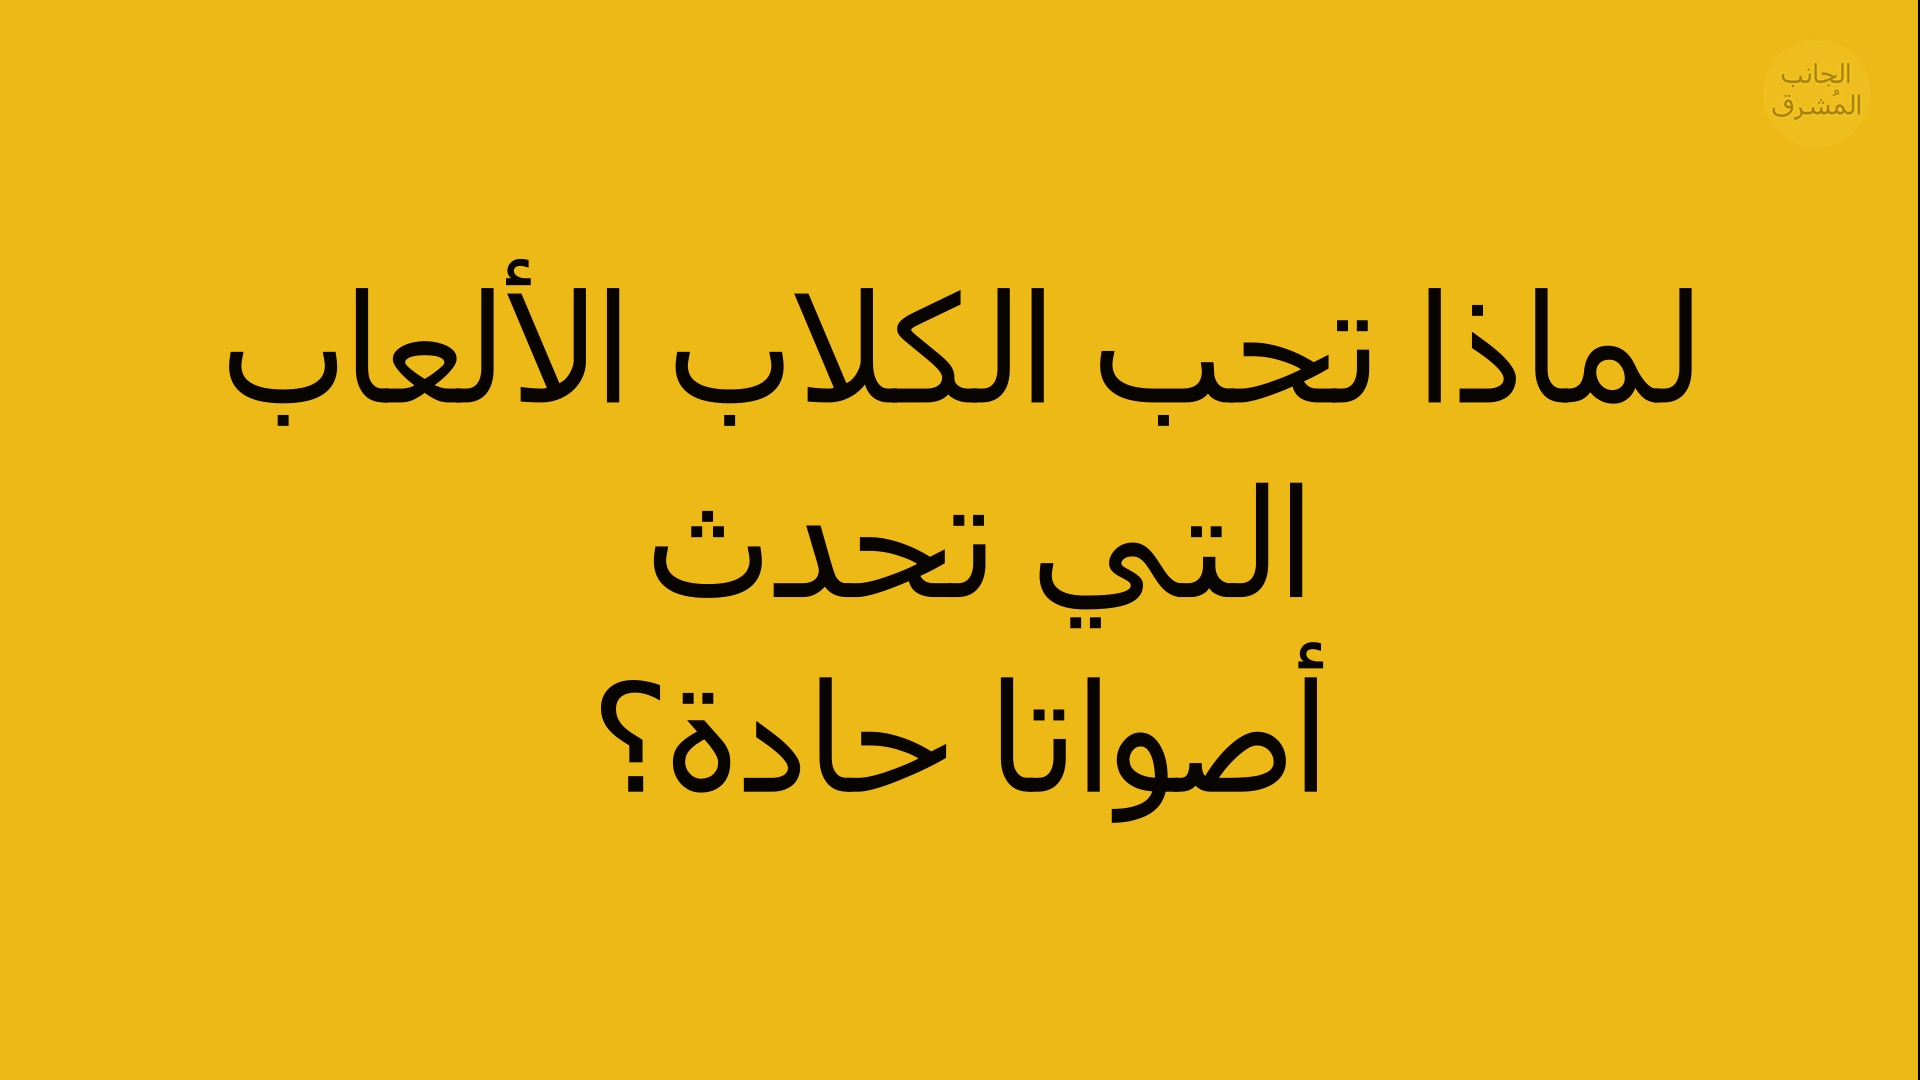 الجانب
المُشرق
لماذا تحب الكلاب الألعاب
التي تحدث
أصواتا حادة؟